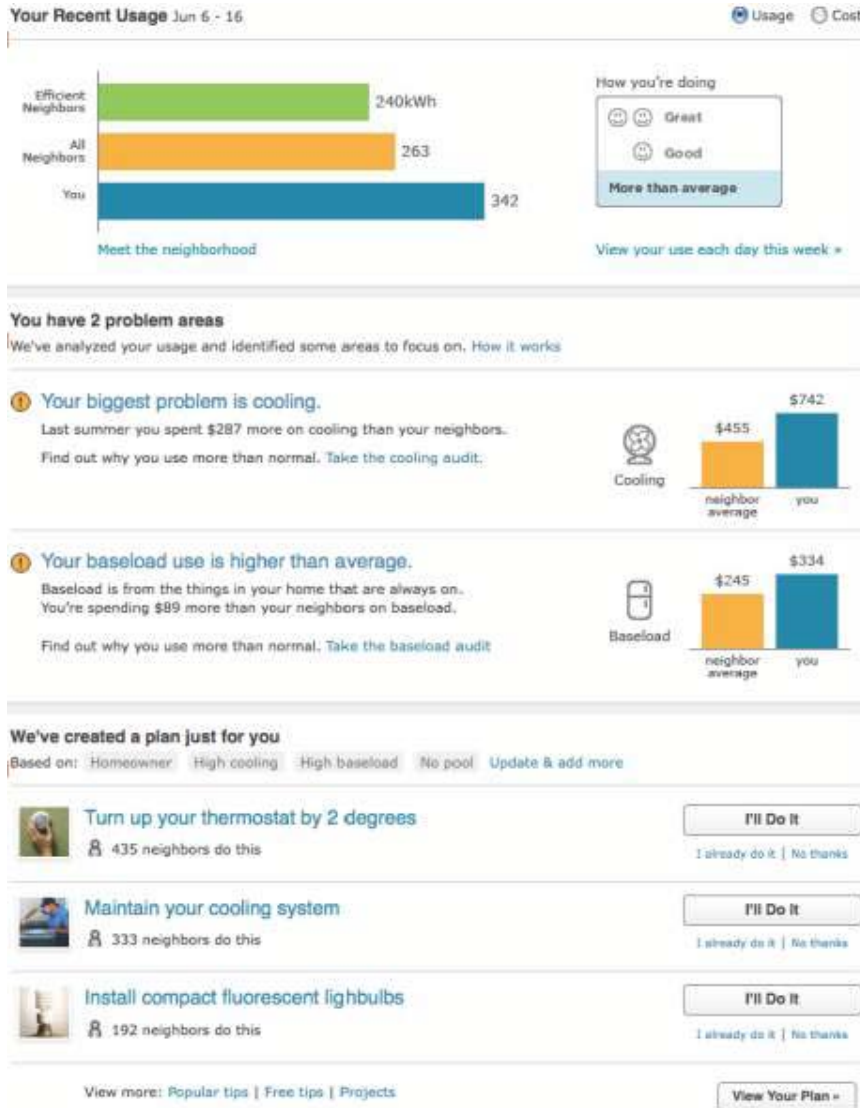 Your Recent Usage Jun 6 - 16
Usage
Cost
Efficient
Neighbors
240kWh
All
Neighbors
263
You
342
Meet the neighborhood
How you're doing
Great
Good
More than average
View your use each day this week »
You have 2 problem areas
We've analyzed your usage and identified some areas to focus on. How it works
Your biggest problem is cooling.
Last summer you spent $287 more on cooling than your neighbors.
Find out why you use more than normal. Take the cooling audit.
Cooling
$455
$742
neighbor
average
you
Your baseload use is higher than average.
Baseload is from the things in your home that are always on.
You're spending $89 more than your neighbors on baseload.
Find out why you use more than normal. Take the baseload audit
Baseload
$245
$334
neighbor
average
you
We've created a plan just for you
Based on: Homeowner High cooling High baseload No pool Update & add more
Turn up your thermostat by 2 degrees
435 neighbors do this
I'll Do It
I already do it | No thanks
Maintain your cooling system
333 neighbors do this
I'll Do It
I already do it | No thanks
Install compact fluorescent lighbulbs
192 neighbors do this
I'll Do It
I already do it | No thanks
View more: Popular tips | Free tips | Projects
View Your Plan »